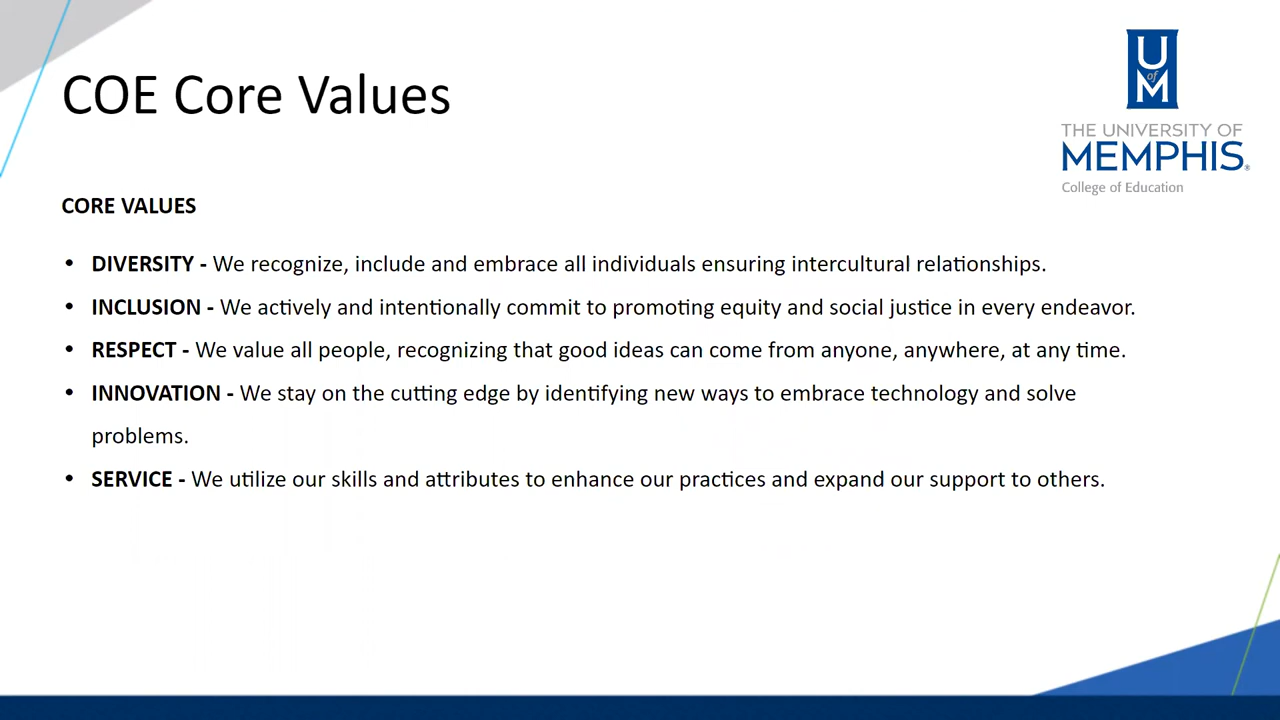 COE Core Values
U
of
M
THE UNIVERSITY OF
MEMPHIS®
College of Education
CORE VALUES
• DIVERSITY - We recognize, include and embrace all individuals ensuring intercultural relationships.
• INCLUSION - We actively and intentionally commit to promoting equity and social justice in every endeavor.
• RESPECT - We value all people, recognizing that good ideas can come from anyone, anywhere, at any time.
• INNOVATION - We stay on the cutting edge by identifying new ways to embrace technology and solve
problems.
• SERVICE - We utilize our skills and attributes to enhance our practices and expand our support to others.